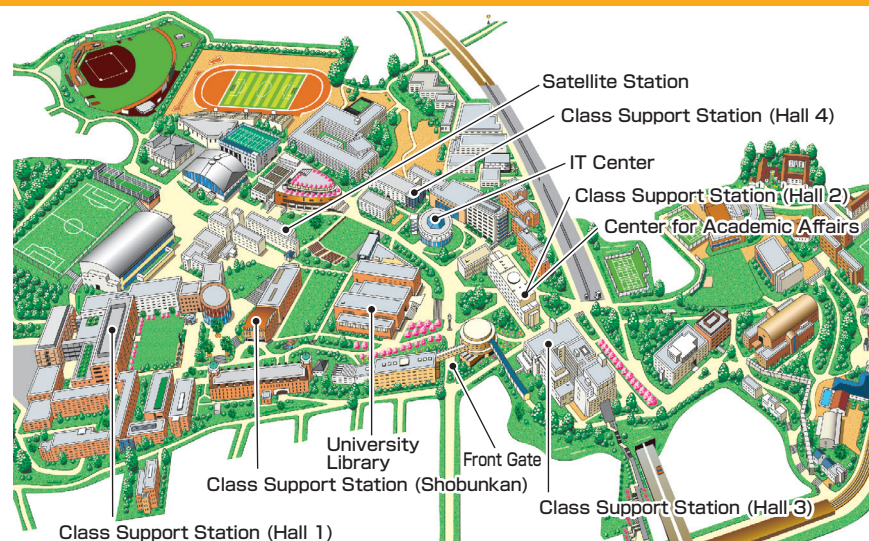 Satellite Station
Class Support Station (Hall 4)
IT Center
Class Support Station (Hall 2)
Center for Academic Affairs
University
Library
Front Gate
Class Support Station (Shobunkan)
Class Support Station (Hall 3)
Class Support Station (Hall 1)